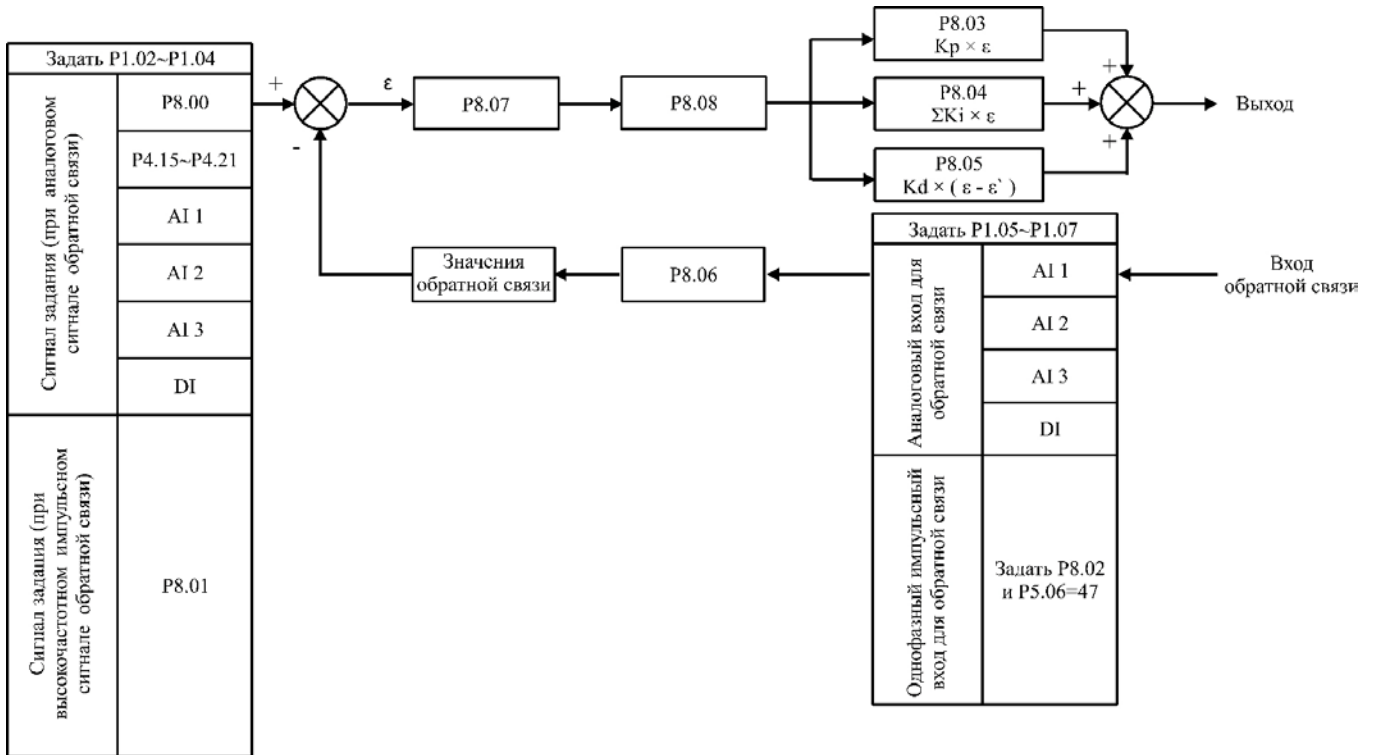 Задать P1.02~P1.04
Сигнал задания (при аналоговом
сигнале обратной связи)
P8.00
P4.15~P4.21
AI 1
AI 2
AI 3
DI
Сигнал задания (при
высокочастотном импульсном
сигнале обратной связи)
P8.01
+
-
ε
P8.07
P8.08
P8.03
Kp × ε
P8.04
ΣKi × ε
P8.05
Kd × ( ε - ε` )
+
+
+
Выход
Значения
обратной связи
P8.06
Задать P1.05~P1.07
Аналоговый вход для
обратной связи
AI 1
AI 2
AI 3
DI
Однофазный импульсный
вход для обратной связи
Задать P8.02
и P5.06=47
Вход
обратной связи